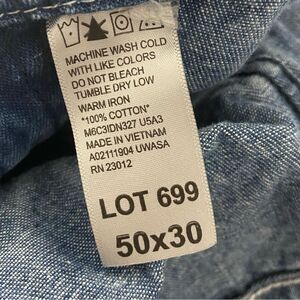 MACHINE WASH COLD
WITH LIKE COLORS
DO NOT BLEACH
TUMBLE DRY LOW
WARM IRON
*100% COTTON*
M6C3IDN327 U5A3
MADE IN VIETNAM
A02111904 UWASA
RN 23012
LOT 699
50x30